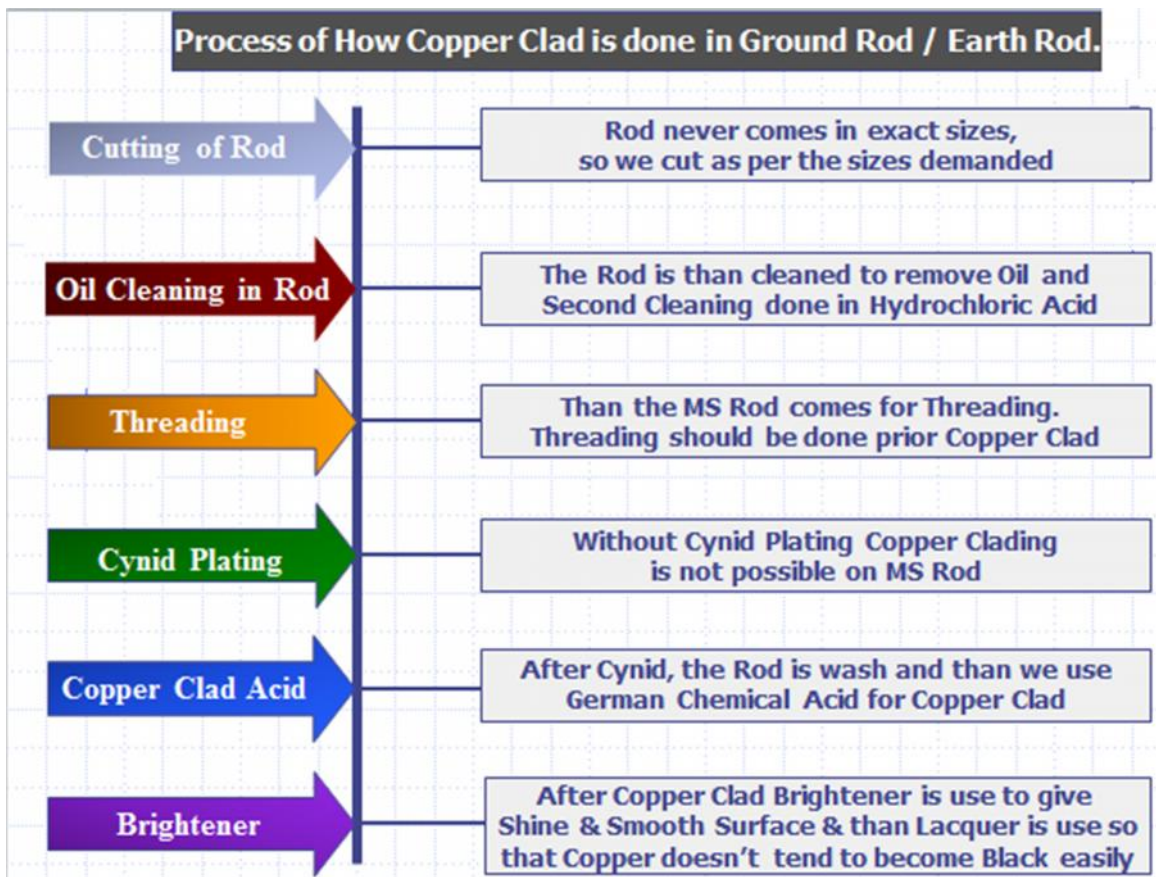 Process of How Copper Clad is done in Ground Rod / Earth Rod.
Cutting of Rod
Rod never comes in exact sizes,
so we cut as per the sizes demanded
Oil Cleaning in Rod
The Rod is than cleaned to remove Oil and
Second Cleaning done in Hydrochloric Acid
Threading
Than the MS Rod comes for Threading.
Threading should be done prior Copper Clad
Cynid Plating
Without Cynid Plating Copper Clading
is not possible on MS Rod
Copper Clad Acid
After Cynid, the Rod is wash and than we use
German Chemical Acid for Copper Clad
Brightener
After Copper Clad Brightener is use to give
Shine & Smooth Surface & than Lacquer is use so
that Copper doesn't tend to become Black easily